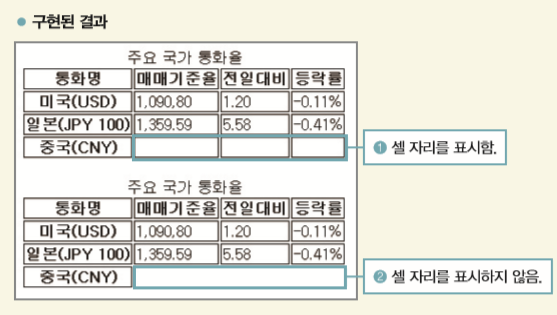 ● 구현된 결과
주요 국가 통화율
통화명 매매기준율 전일대비 등락률
미국(USD) 1,090,80 1.20 -0.11%
일본(JPY 100) 1,359.59 5.58 -0.41%
중국(CNY)
❶ 셀 자리를 표시함.
주요 국가 통화율
통화명 매매기준율 전일대비 등락률
미국(USD) 1,090,80 1.20 -0.11%
일본(JPY 100) 1,359.59 5.58 -0.41%
중국(CNY)
❷ 셀 자리를 표시하지 않음.